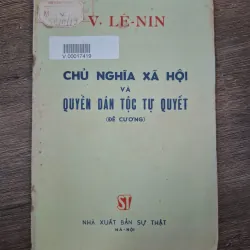 V. LÊ-NIN
V 00017419
CHỦ NGHĨA XÃ HỘI
VÀ
QUYỀN DÂN TỘC TỰ QUYẾT
(ĐỀ CƯƠNG)
ST
NHÀ XUẤT BẢN SỰ THẬT
HÀ-NỘI